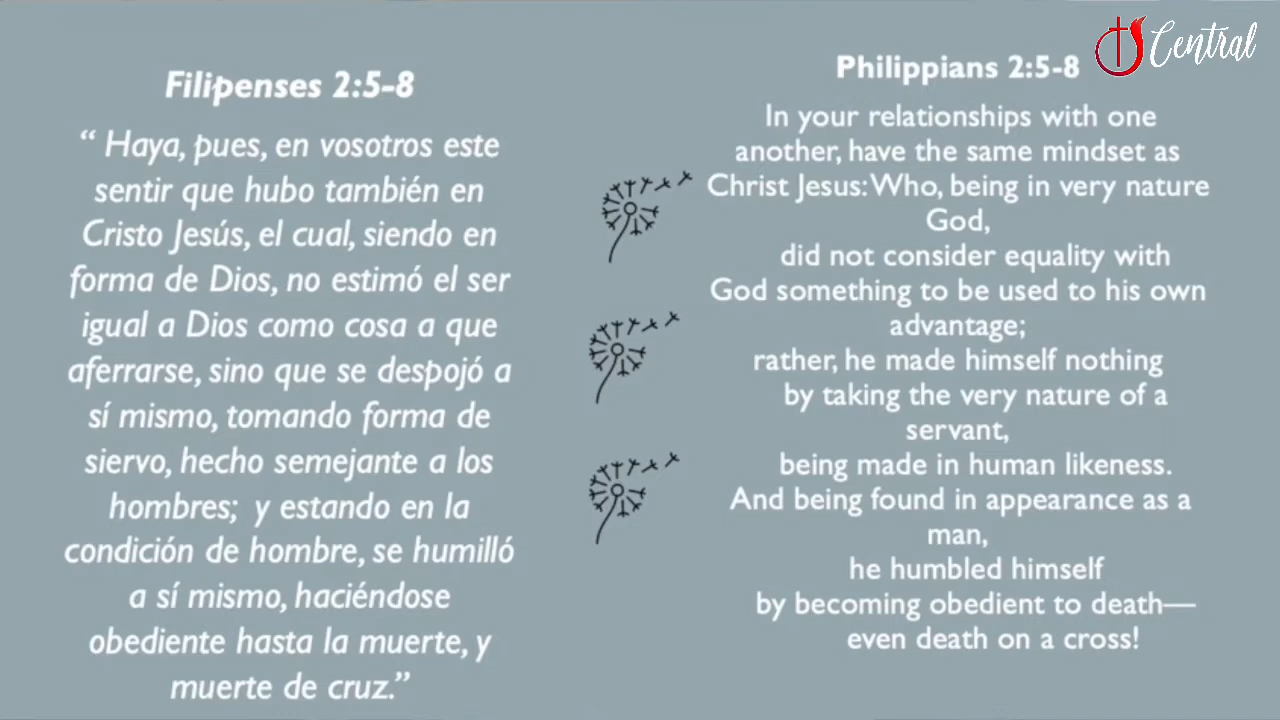 Central
Filipenses 2:5-8
“ Haya, pues, en vosotros este
sentir que hubo también en
Cristo Jesús, el cual, siendo en
forma de Dios, no estimó el ser
igual a Dios como cosa a que
aferrarse, sino que se despojó a
sí mismo, tomando forma de
siervo, hecho semejante a los
hombres; y estando en la
condición de hombre, se humilló
a sí mismo, haciéndose
obediente hasta la muerte, y
muerte de cruz.”
Philippians 2:5-8
In your relationships with one
another, have the same mindset as
Christ Jesus: Who, being in very nature
God,
did not consider equality with
God something to be used to his own
advantage;
rather, he made himself nothing
by taking the very nature of a
servant,
being made in human likeness.
And being found in appearance as a
man,
he humbled himself
by becoming obedient to death—
even death on a cross!